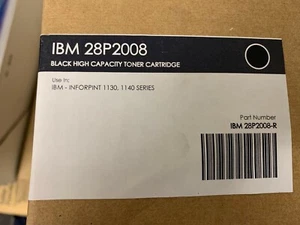 IBM 28P2008
BLACK HIGH CAPACITY TONER CARTRIDGE
Use in:
IBM - INFORPINT 1130, 1140 SERIES
Part Number
IBM 28P2008-R